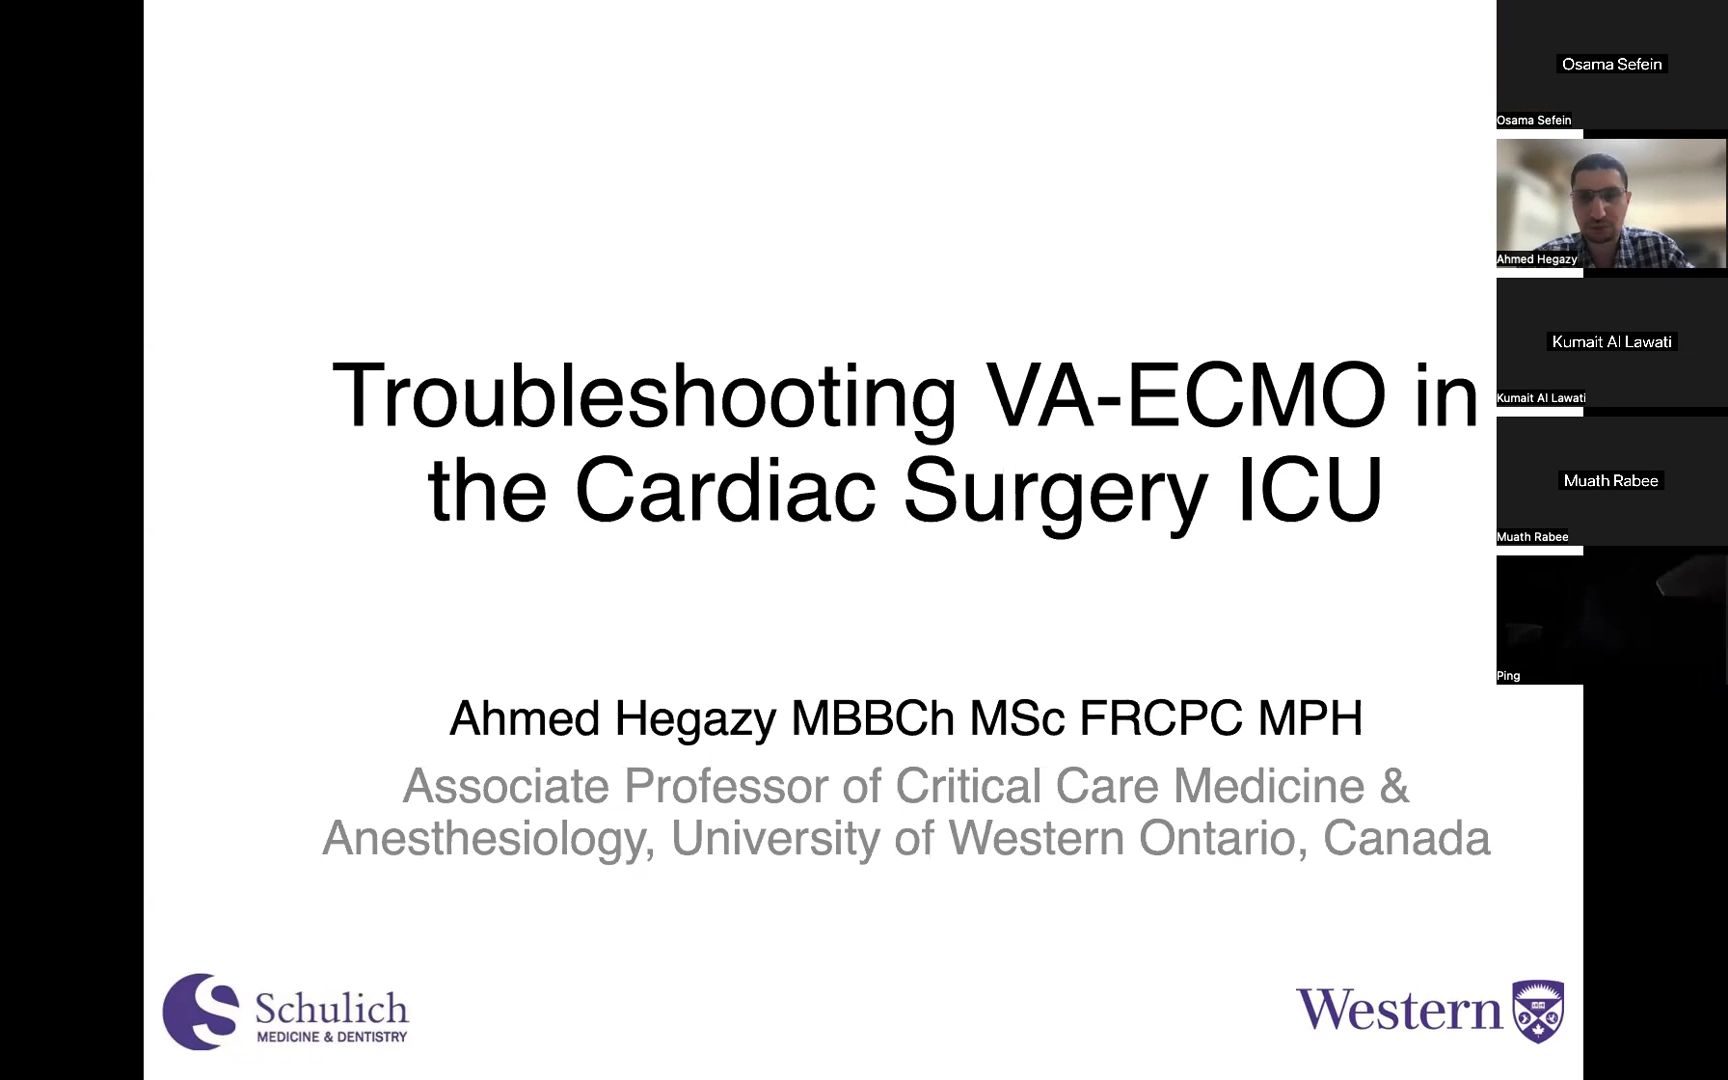 Troubleshooting VA-ECMO in
the Cardiac Surgery ICU
Ahmed Hegazy MBBCh MSc FRCPC MPH
Associate Professor of Critical Care Medicine &
Anesthesiology, University of Western Ontario, Canada
Schulich
MEDICINE & DENTISTRY
Western
Osama Sefein
Osama Sefein
Ahmed Hegazy
Kumait Al Lawati
Kumait Al Lawati
Muath Rabee
Muath Rabee
Ping